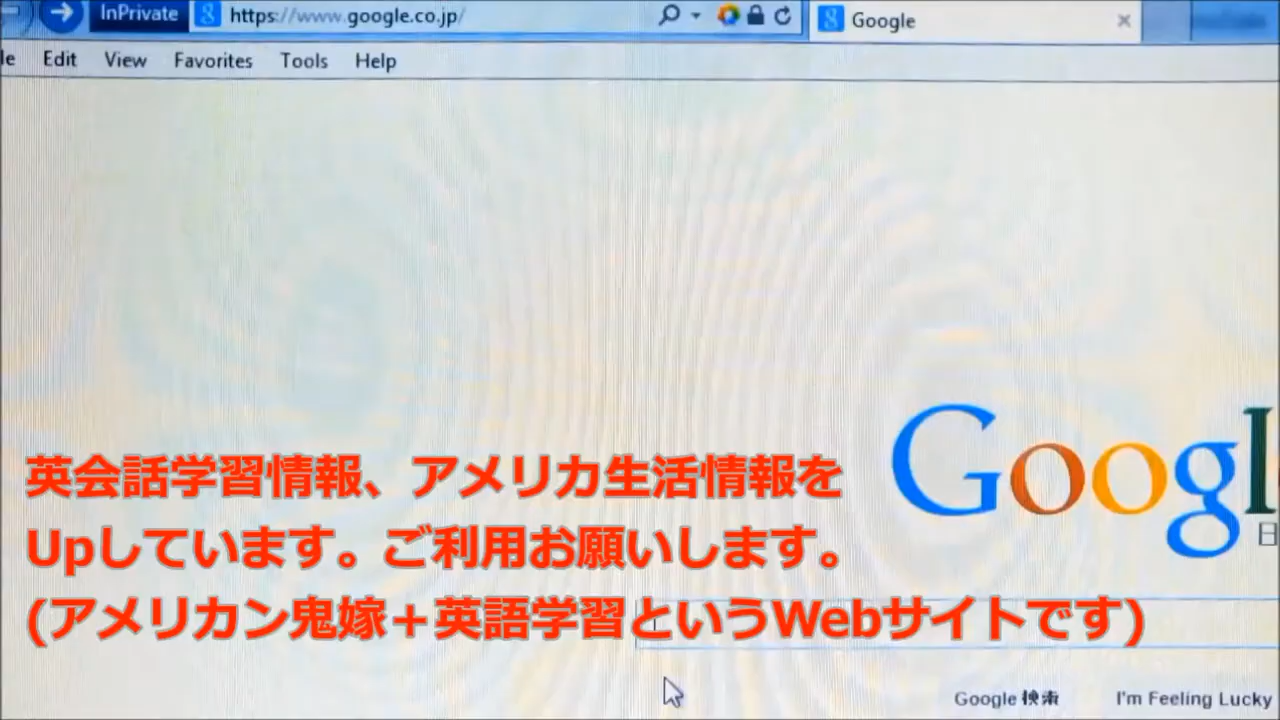 InPrivate https://www.google.co.jp/ Google
le Edit View Favorites Tools Help
Googl
日
英会話学習情報、アメリカ生活情報を
Upしています。ご利用お願いします。
(アメリカン鬼嫁＋英語学習というWebサイトです)
Google 検索 I'm Feeling Lucky